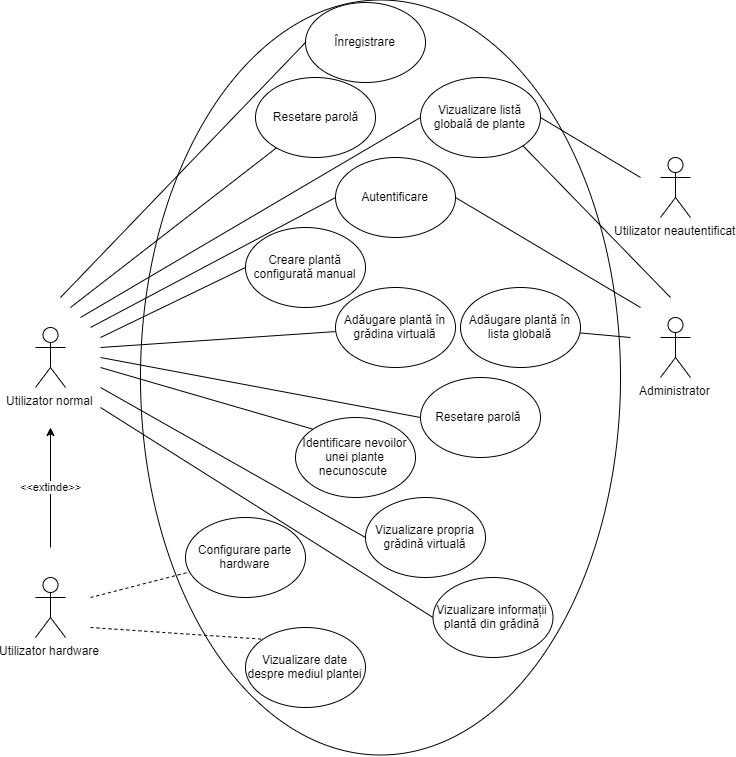 Înregistrare
Resetare parolă
Vizualizare listă
globală de plante
Autentificare
Utilizator neautentificat
Creare plantă
configurată manual
Adăugare plantă în
grădina virtuală
Adăugare plantă în
lista globală
Utilizator normal
Administrator
Resetare parolă
Identificare nevoilor
unei plante
necunoscute
<<extinde>>
Vizualizare propria
grădină virtuală
Configurare parte
hardware
Vizualizare informații
plantă din grădină
Utilizator hardware
Vizualizare date
despre mediul plantei